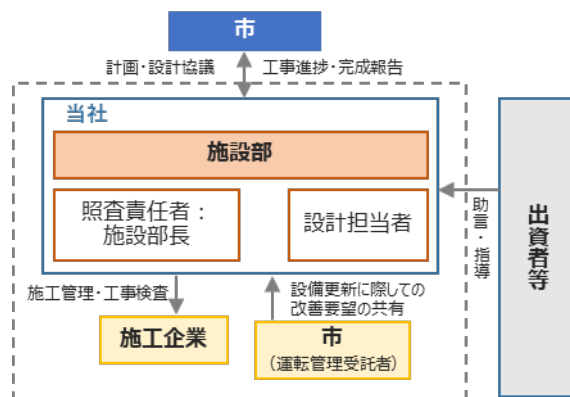 市
計画・設計協議
工事進捗・完成報告
当社
施設部
照査責任者：
施設部長
設計担当者
助言・指導
出資者等
施工管理・工事検査
設備更新に際しての
改善要望の共有
施工企業
市
（運転管理受託者）